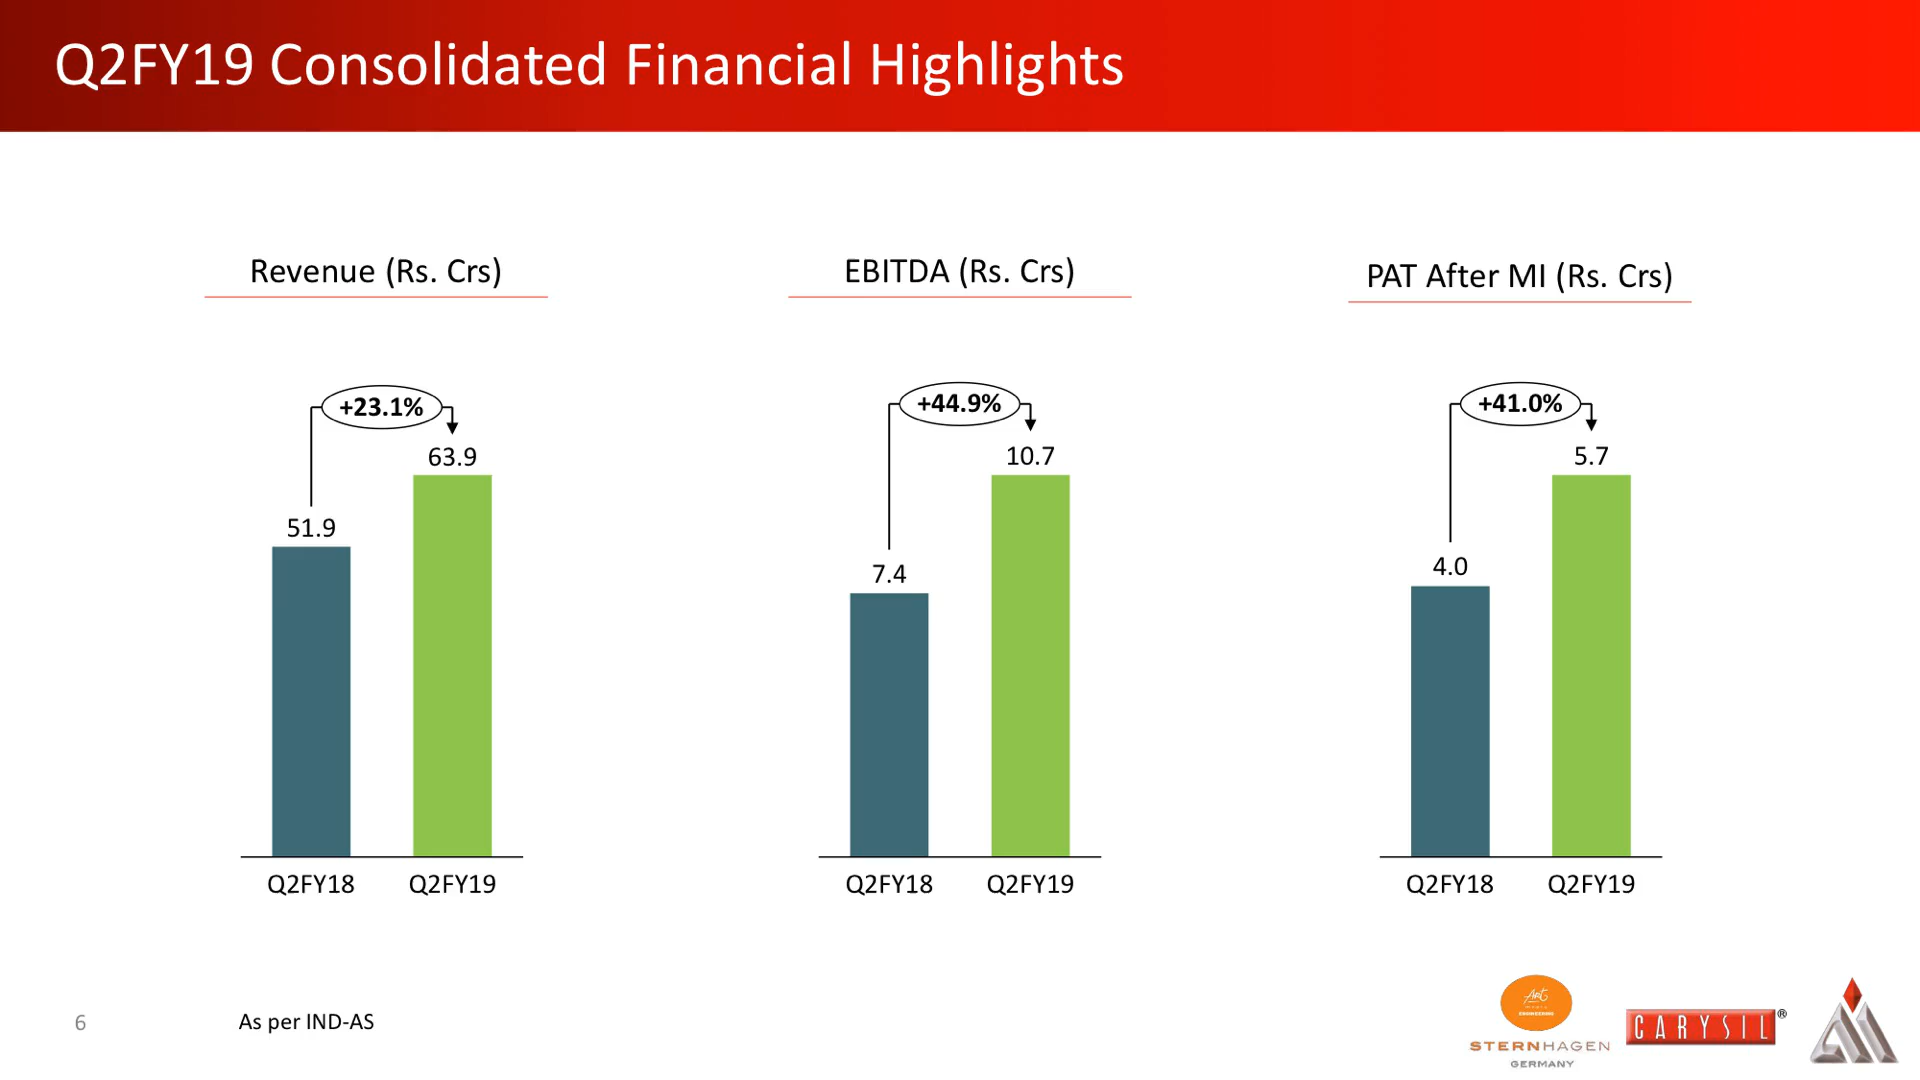 Q2FY19 Consolidated Financial Highlights
Revenue (Rs. Crs)
+23.1%
63.9
51.9
Q2FY18 Q2FY19
EBITDA (Rs. Crs)
+44.9%
10.7
7.4
Q2FY18 Q2FY19
PAT After MI (Rs. Crs)
+41.0%
5.7
4.0
Q2FY18 Q2FY19
6
As per IND-AS
Art
ENGINEERING
STERNHAGEN
GERMANY
CARYSIL®